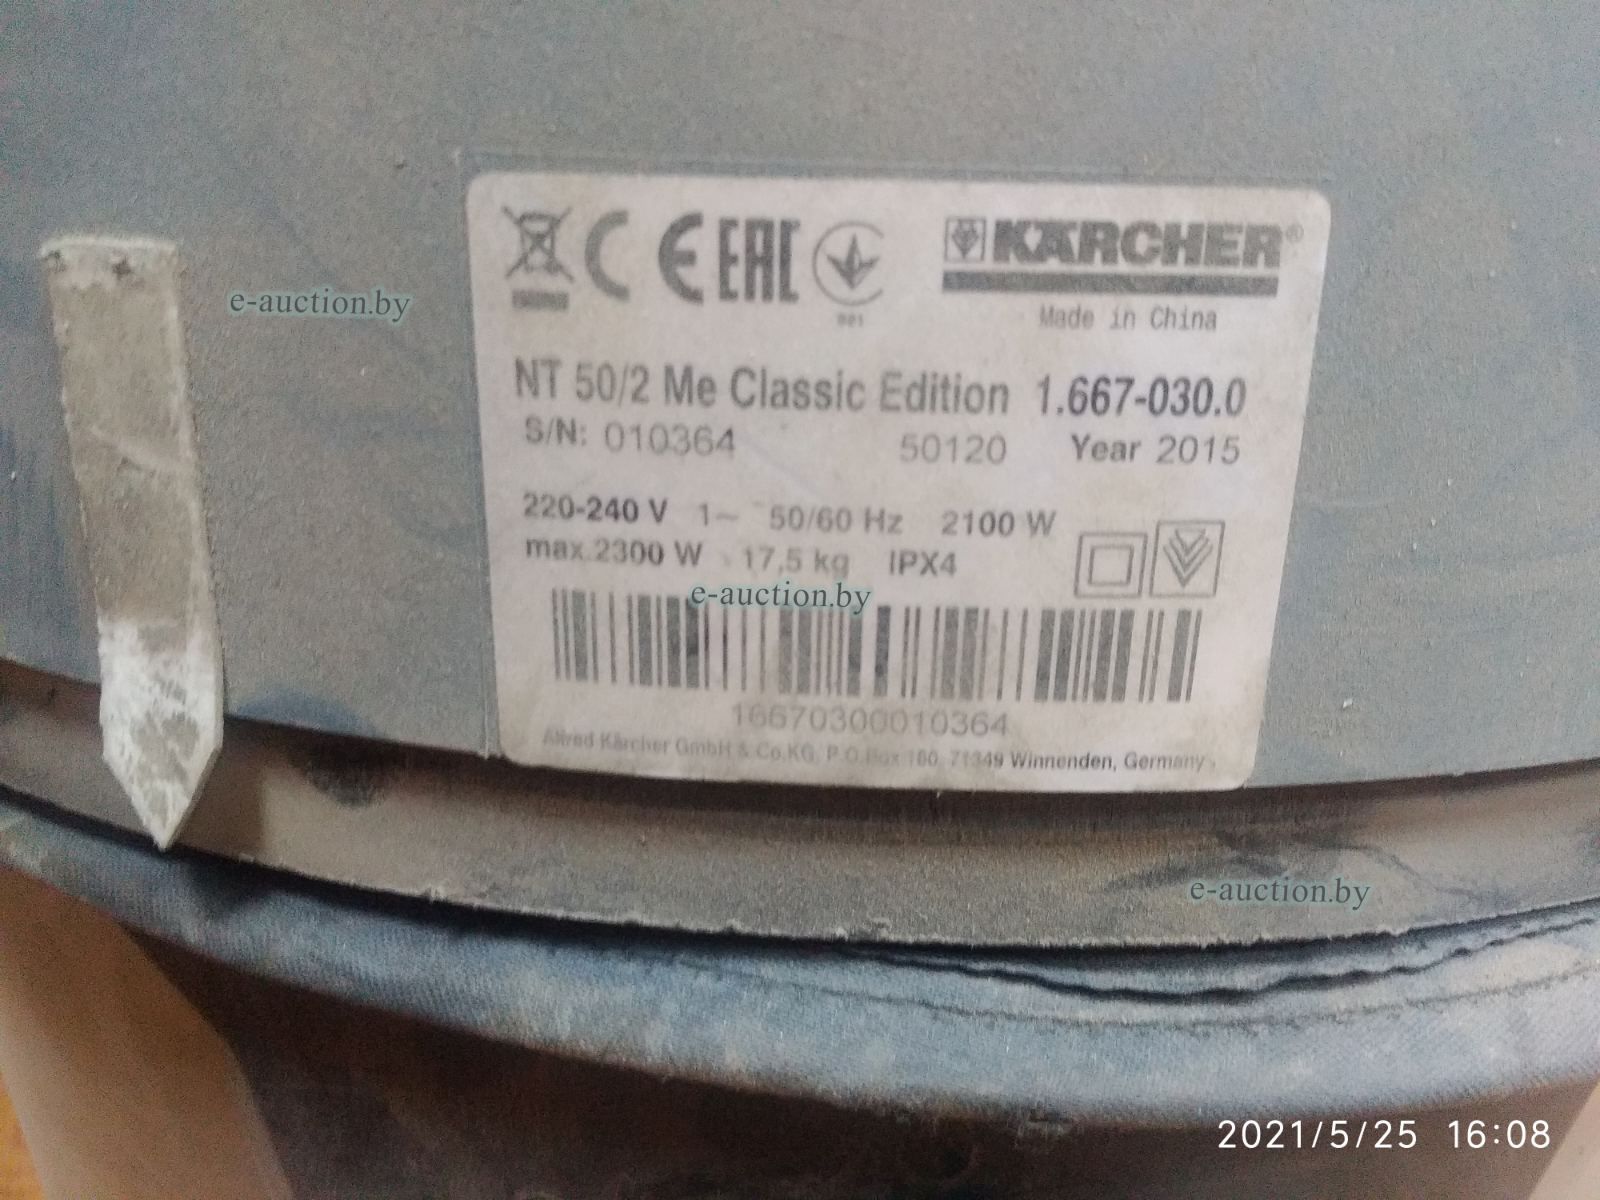 C CE EAC
KÄRCHER®
Made in China
NT 50/2 Me Classic Edition 1.667-030.0
S/N: 010364 50120 Year 2015
220-240 V 1~ 50/60 Hz 2100 W
max.2300 W 17,5 kg IPX4
16670300010364
Alfred Kärcher GmbH & Co.KG, P.O.Box 160, 71349 Winnenden, Germany
e-auction.by
e-auction.by
e-auction.by
2021/5/25 16:08